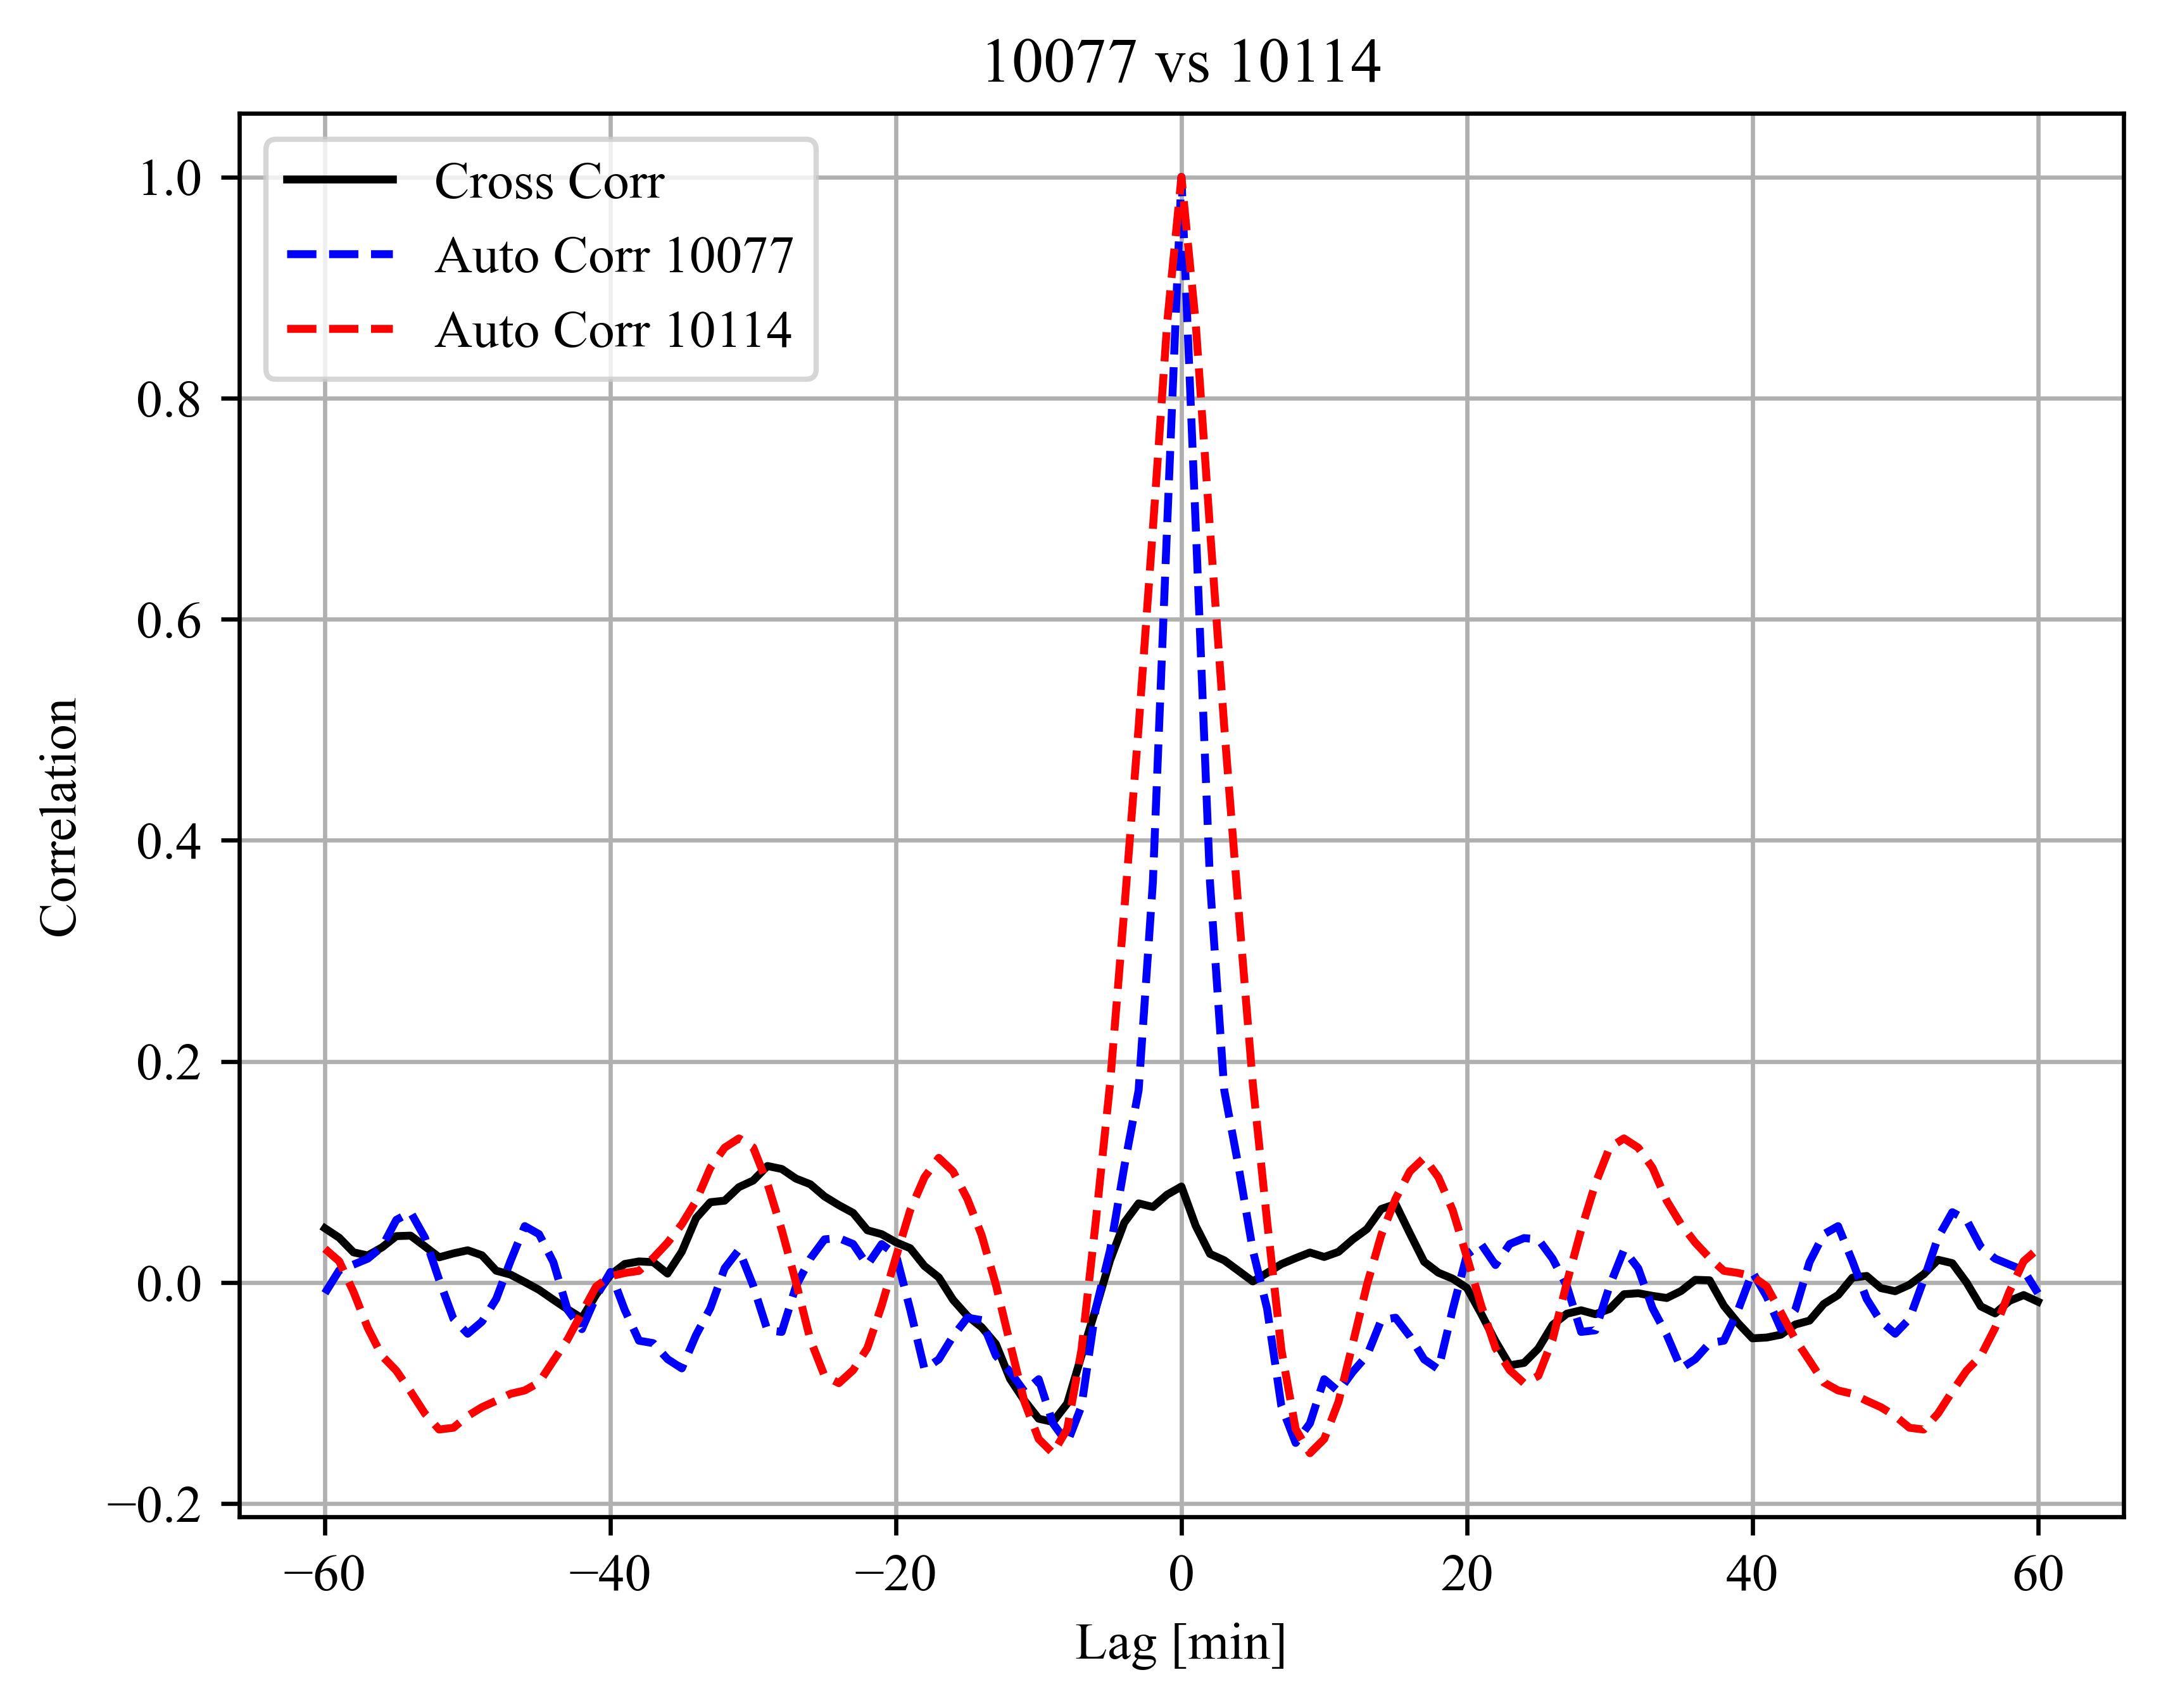 10077 vs 10114
Cross Corr
Auto Corr 10077
Auto Corr 10114
1.0
0.8
0.6
0.4
0.2
0.0
−0.2
Correlation
−60
−40
−20
0
20
40
60
Lag [min]